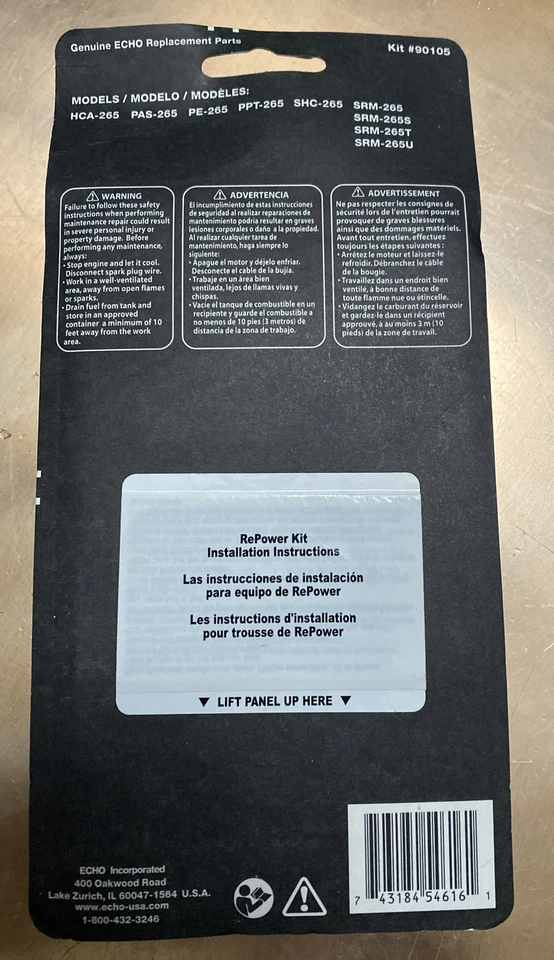 Genuine ECHO Replacement Parts
Kit #90105
MODELS / MODELO / MODÈLES:
HCA-265 PAS-265 PE-265 PPT-265 SHC-265 SRM-265
SRM-265S
SRM-265T
SRM-265U
WARNING
Failure to follow these safety
instructions when performing
maintenance repair could result
in severe personal injury or
property damage. Before
performing any maintenance,
always:
• Stop engine and let it cool.
Disconnect spark plug wire.
• Work in a well-ventilated
area, away from open flames
or sparks.
• Drain fuel from tank and
store in an approved
container a minimum of 10
feet away from the work
area.
ADVERTENCIA
El incumplimiento de estas instrucciones
de seguridad al realizar reparaciones de
mantenimiento podría resultar en graves
lesiones corporales o daño a la propiedad.
Al realizar cualquier tarea de
mantenimiento, haga siempre lo
siguiente:
• Apague el motor y déjelo enfriar.
Desconecte el cable de la bujía.
• Trabaje en un área bien
ventilada, lejos de llamas vivas y
chispas.
• Vacíe el tanque de combustible en un
recipiente y guarde el combustible a
no menos de 10 pies (3 metros) de
distancia de la zona de trabajo.
ADVERTISSEMENT
Ne pas respecter les consignes de
sécurité lors de l'entretien pourrait
provoquer de graves blessures
ainsi que des dommages matériels.
Avant tout entretien, effectuez
toujours les étapes suivantes :
• Arrêtez le moteur et laissez-le
refroidir. Débranchez le câble
de la bougie.
• Travaillez dans un endroit bien
ventilé, à bonne distance de
toute flamme nue ou étincelle.
• Vidangez le carburant du réservoir
et gardez-le dans un récipient
approuvé, à au moins 3 m (10
pieds) de la zone de travail.
RePower Kit
Installation Instructions
Las instrucciones de instalación
para equipo de RePower
Les instructions d'installation
pour trousse de RePower
▼ LIFT PANEL UP HERE ▼
ECHO Incorporated
400 Oakwood Road
Lake Zurich, IL 60047-1564 U.S.A.
www.echo-usa.com
1-800-432-3246
7 43184 54616 1